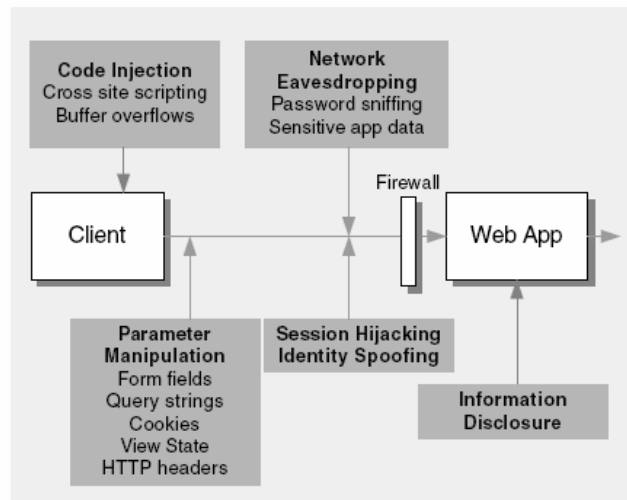 Code Injection
Cross site scripting
Buffer overflows
Network
Eavesdropping
Password sniffing
Sensitive app data
Firewall
Client
Web App
Parameter
Manipulation
Form fields
Query strings
Cookies
View State
HTTP headers
Session Hijacking
Identity Spoofing
Information
Disclosure